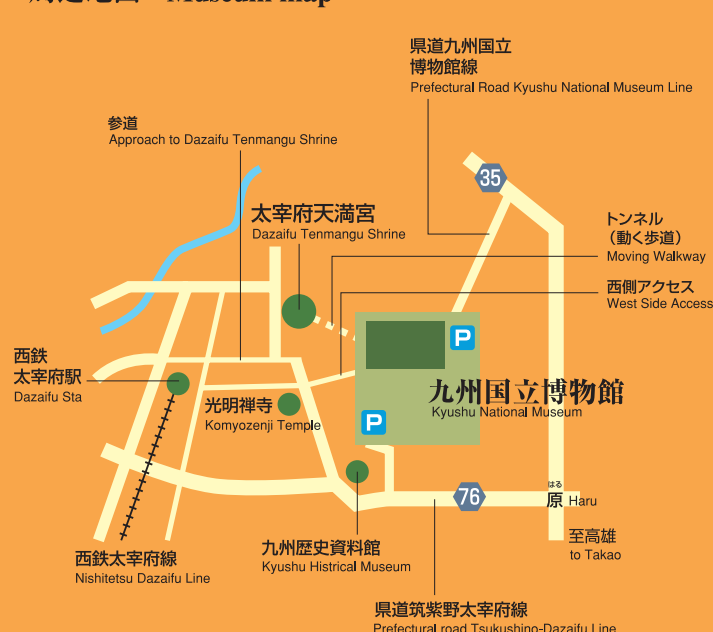 Museum map
県道九州国立
博物館線
Prefectural Road Kyushu National Museum Line
参道
Approach to Dazaifu Tenmangu Shrine
35
太宰府天満宮
Dazaifu Tenmangu Shrine
トンネル
（動く歩道）
Moving Walkway
西側アクセス
West Side Access
P
西鉄
太宰府駅
Dazaifu Sta
光明禅寺
Komyozenji Temple
九州国立博物館
Kyushu National Museum
P
76
はる
原 Haru
九州歴史資料館
Kyushu Histrical Museum
至高雄
to Takao
西鉄太宰府線
Nishitetsu Dazaifu Line
県道筑紫野太宰府線
Prefectural road Tsukushino-Dazaifu Line